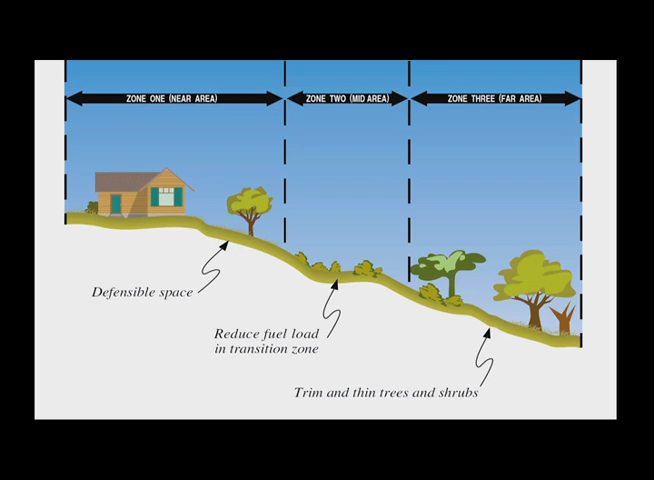 ZONE ONE (NEAR AREA)
ZONE TWO (MID AREA)
ZONE THREE (FAR AREA)
Defensible space
Reduce fuel load
in transition zone
Trim and thin trees and shrubs